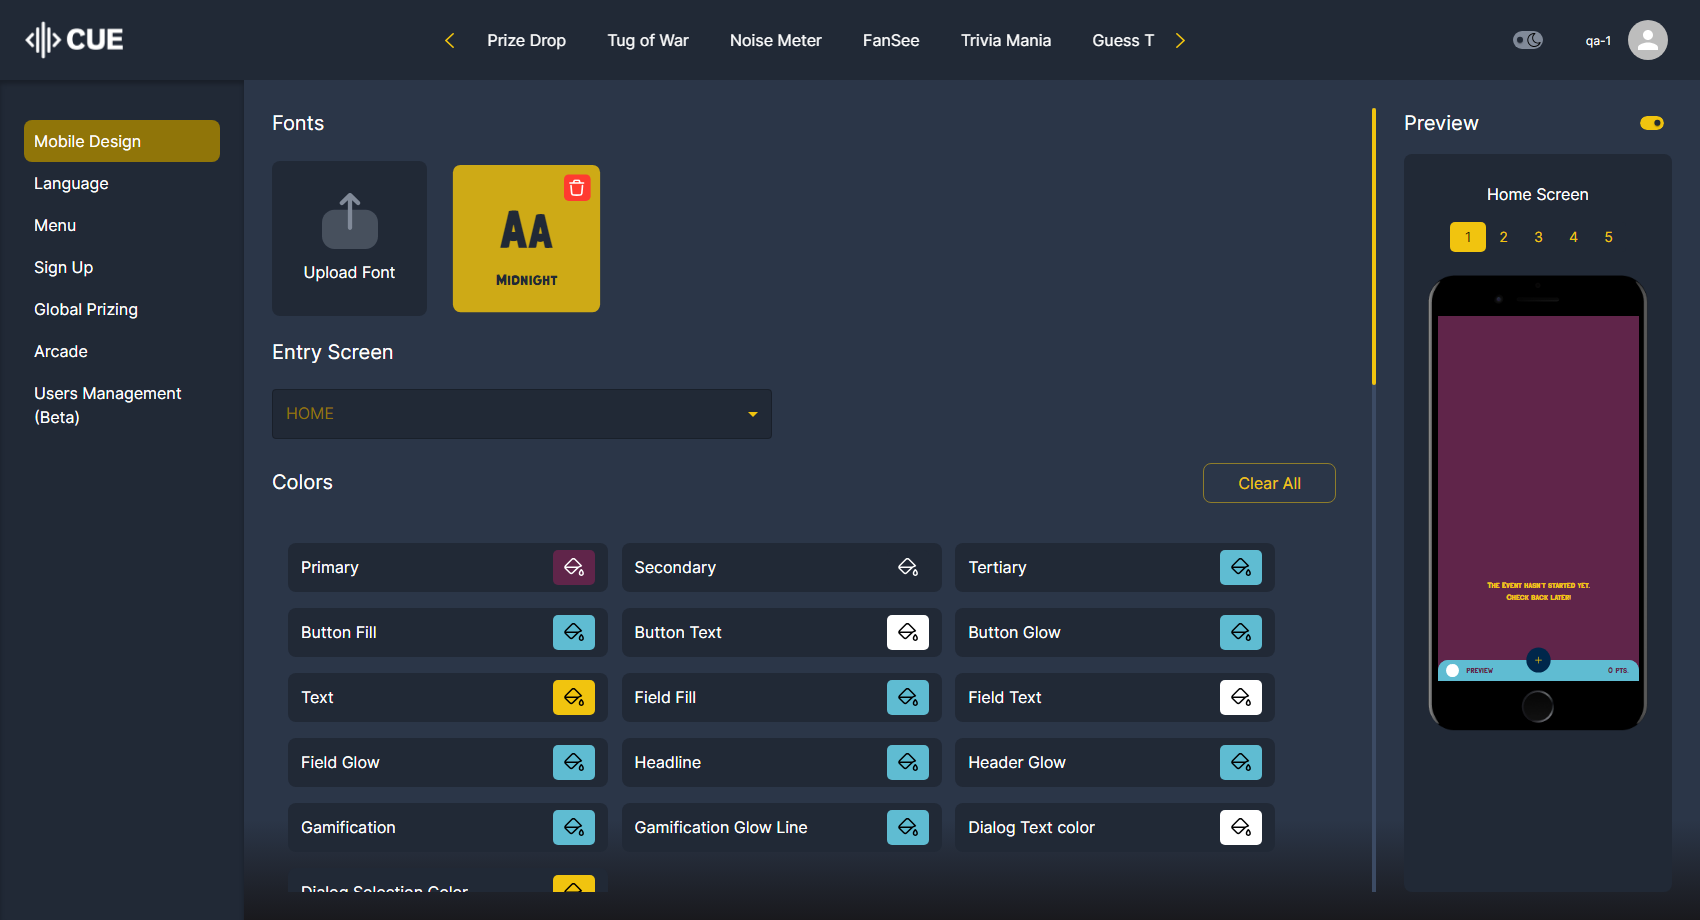 CUE
Prize Drop
Tug of War
Noise Meter
FanSee
Trivia Mania
Guess T
qa-1
Mobile Design
Language
Menu
Sign Up
Global Prizing
Arcade
Users Management
(Beta)
Fonts
Upload Font
AA
MIDNIGHT
Entry Screen
HOME
Colors
Clear All
Primary
Secondary
Tertiary
Button Fill
Button Text
Button Glow
Text
Field Fill
Field Text
Field Glow
Headline
Header Glow
Gamification
Gamification Glow Line
Dialog Text color
Dialog Selection Color
Preview
Home Screen
1 2 3 4 5
THE EVENT HASN'T STARTED YET.
CHECK BACK LATER!
+
PREVIEW
0 PTS.